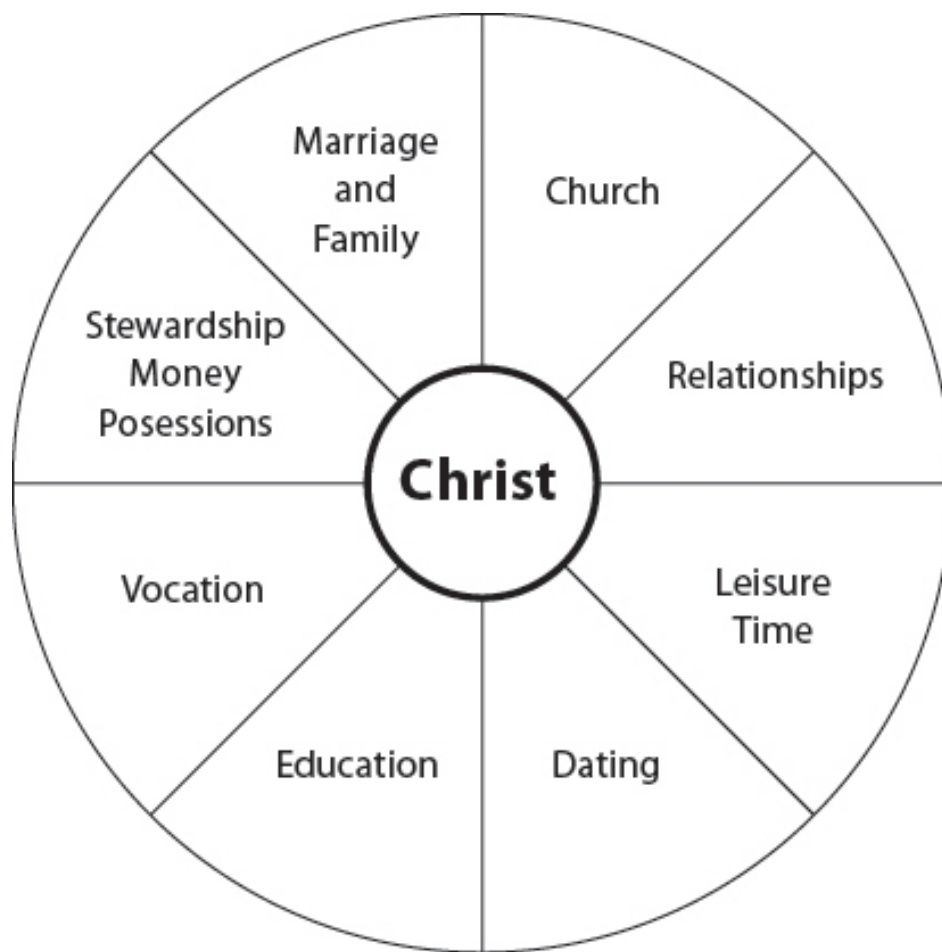 Marriage
and
Family
Church
Stewardship
Money
Posessions
Relationships
Christ
Vocation
Leisure
Time
Education
Dating